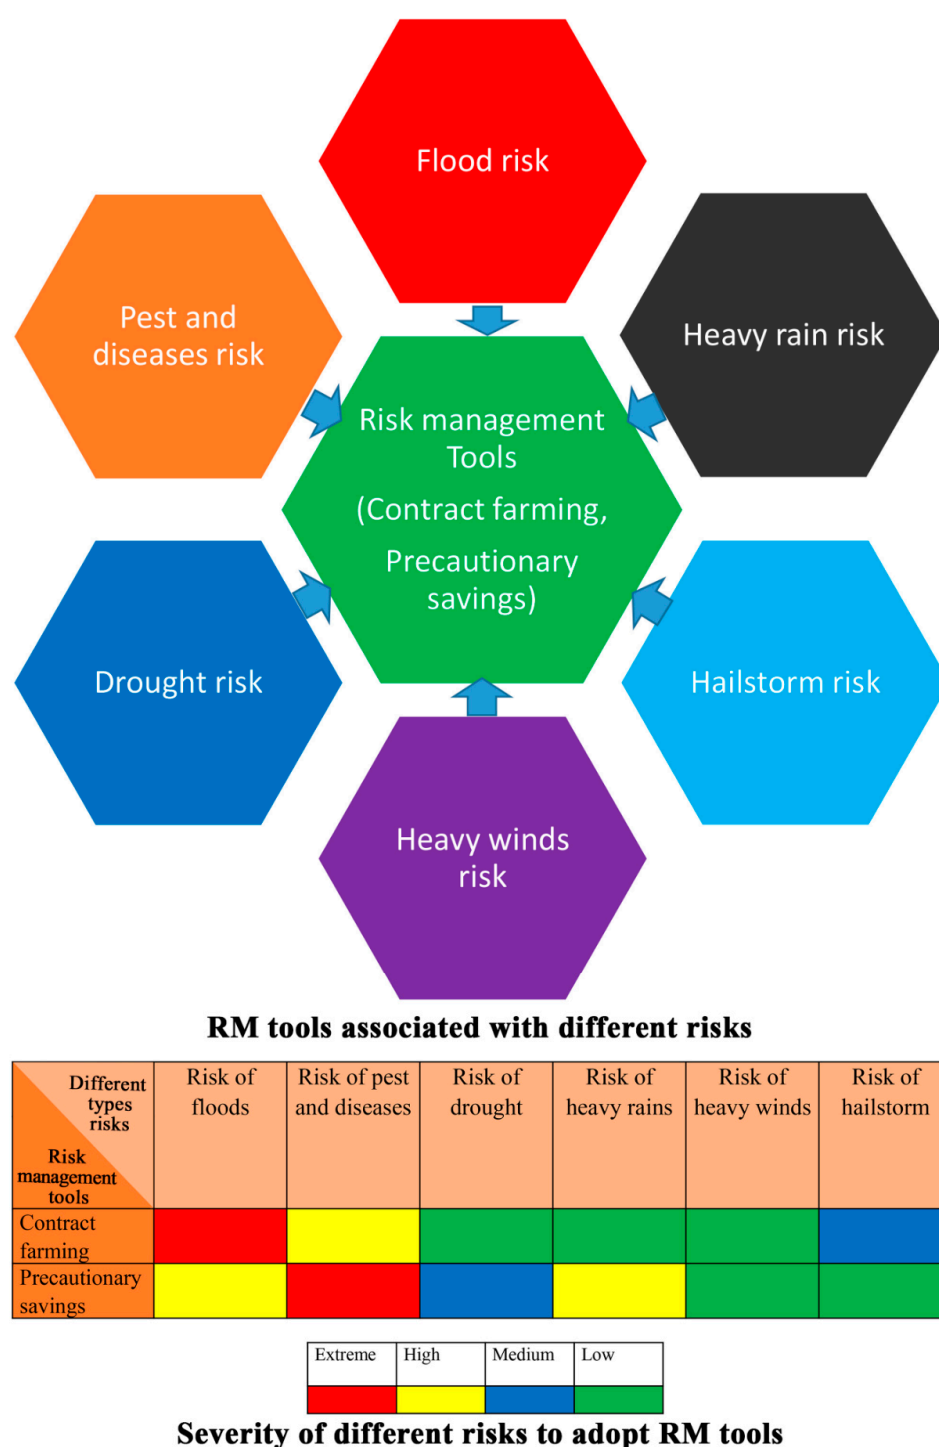 Flood risk
Pest and
diseases risk
Heavy rain risk
Risk management
Tools
(Contract farming,
Precautionary
savings)
Drought risk
Hailstorm risk
Heavy winds
risk
RM tools associated with different risks
Different
types
risks
Risk
management
tools
Risk of
floods
Risk of pest
and diseases
Risk of
drought
Risk of
heavy rains
Risk of
heavy winds
Risk of
hailstorm
Contract
farming
Precautionary
savings
Extreme
High
Medium
Low
Severity of different risks to adopt RM tools